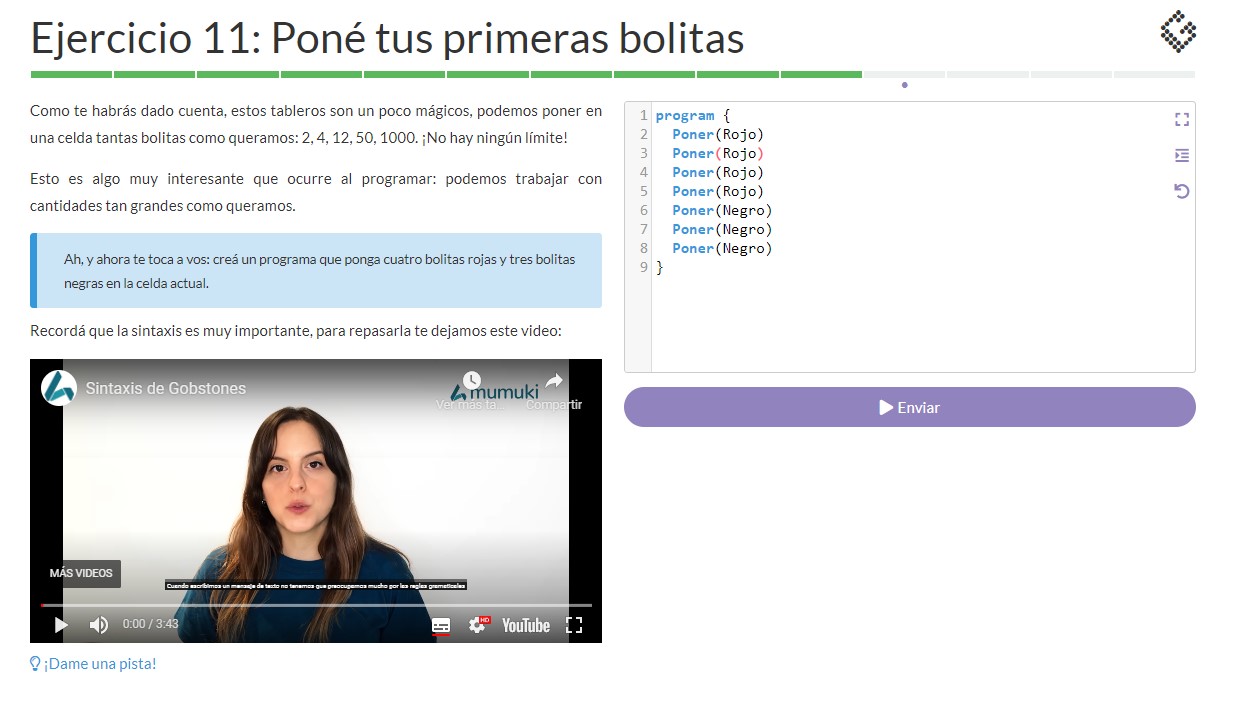 Ejercicio 11: Poné tus primeras bolitas
Como te habrás dado cuenta, estos tableros son un poco mágicos, podemos poner en
una celda tantas bolitas como queramos: 2, 4, 12, 50, 1000. ¡No hay ningún límite!
Esto es algo muy interesante que ocurre al programar: podemos trabajar con
cantidades tan grandes como queramos.
Ah, y ahora te toca a vos: creá un programa que ponga cuatro bolitas rojas y tres bolitas
negras en la celda actual.
Recordá que la sintaxis es muy importante, para repasarla te dejamos este video:
Sintaxis de Gobstones
mumuki
Ver más ta...
Compartir
MÁS VIDEOS
Cuando escribimos un mensaje de texto no tenemos que preocuparnos mucho por las reglas gramaticales
0:00 / 3:43
HD
YouTube
¡Dame una pista!
1 program {
2 Poner(Rojo)
3 Poner(Rojo)
4 Poner(Rojo)
5 Poner(Rojo)
6 Poner(Negro)
7 Poner(Negro)
8 Poner(Negro)
9 }
Enviar